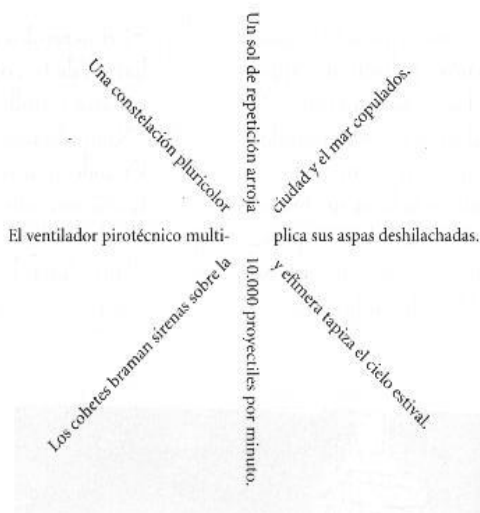 Un sol de repetición arroja 10.000 proyectiles por minuto.
Una constelación pluricolor y efímera tapiza el cielo estival.
El ventilador pirotécnico multi- plica sus aspas deshilachadas.
Los cohetes braman sirenas sobre la ciudad y el mar copulados.